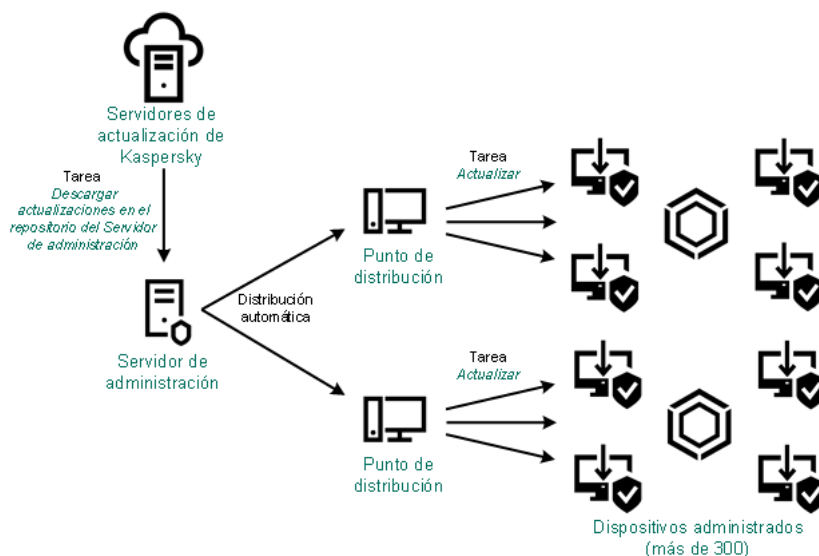 Servidores de
actualización de
Kaspersky
Tarea
Descargar
actualizaciones en el
repositorio del Servidor
de administración
Servidor de
administración
Distribución
automática
Punto de
distribución
Tarea
Actualizar
Punto de
distribución
Tarea
Actualizar
Dispositivos administrados
(más de 300)